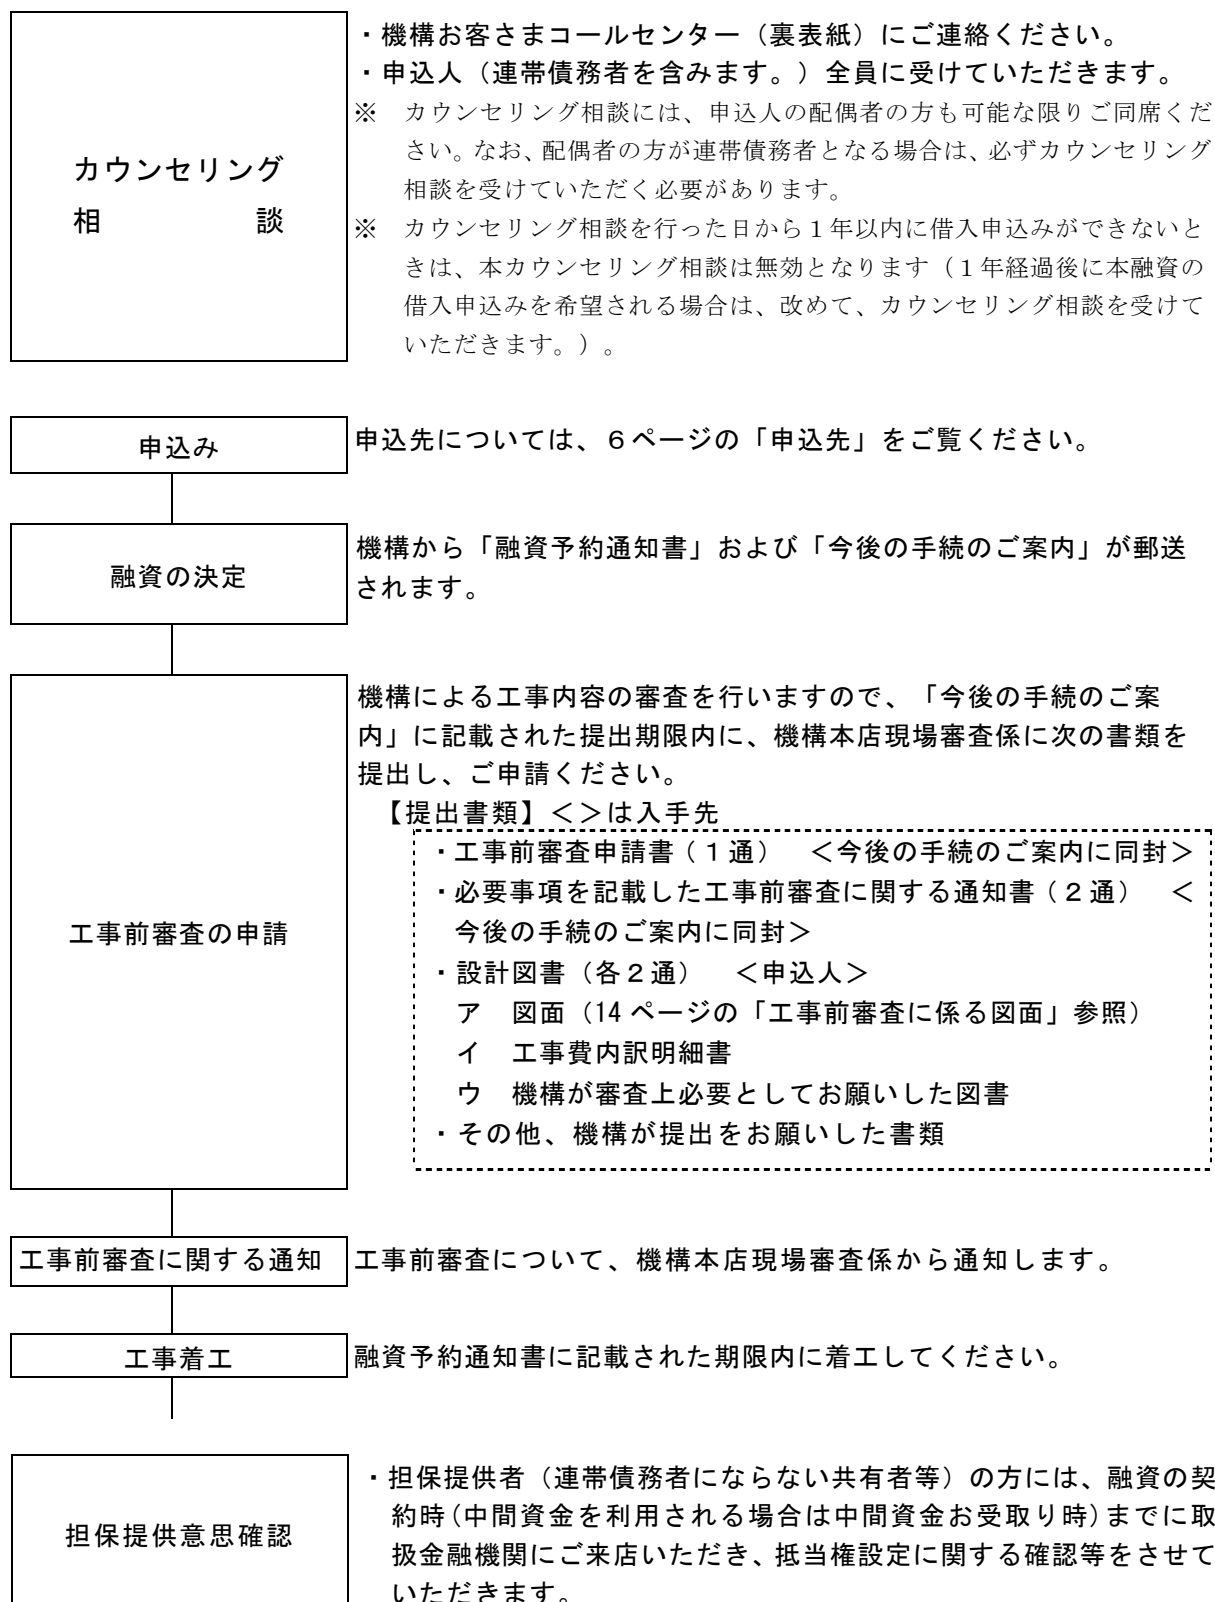 カウンセリング
相　　　　　　談
・機構お客さまコールセンター（裏表紙）にご連絡ください。
・申込人（連帯債務者を含みます。）全員に受けていただきます。
※　カウンセリング相談には、申込人の配偶者の方も可能な限りご同席くだ
さい。なお、配偶者の方が連帯債務者となる場合は、必ずカウンセリング
相談を受けていただく必要があります。
※　カウンセリング相談を行った日から１年以内に借入申込みができないと
きは、本カウンセリング相談は無効となります（１年経過後に本融資の
借入申込みを希望される場合は、改めて、カウンセリング相談を受けて
いただきます。）。
申込み
申込先については、６ページの「申込先」をご覧ください。
融資の決定
機構から「融資予約通知書」および「今後の手続のご案内」が郵送
されます。
工事前審査の申請
機構による工事内容の審査を行いますので、「今後の手続のご案
内」に記載された提出期限内に、機構本店現場審査係に次の書類を
提出し、ご申請ください。
【提出書類】＜＞は入手先
・工事前審査申請書（１通）　＜今後の手続のご案内に同封＞
・必要事項を記載した工事前審査に関する通知書（２通）　＜
今後の手続のご案内に同封＞
・設計図書（各２通）　＜申込人＞
ア　図面（14ページの「工事前審査に係る図面」参照）
イ　工事費内訳明細書
ウ　機構が審査上必要としてお願いした図書
・その他、機構が提出をお願いした書類
工事前審査に関する通知
工事前審査について、機構本店現場審査係から通知します。
工事着工
融資予約通知書に記載された期限内に着工してください。
担保提供意思確認
・担保提供者（連帯債務者にならない共有者等）の方には、融資の契
約時（中間資金を利用される場合は中間資金お受取り時）までに取
扱金融機関にご来店いただき、抵当権設定に関する確認等をさせて
いただきます。